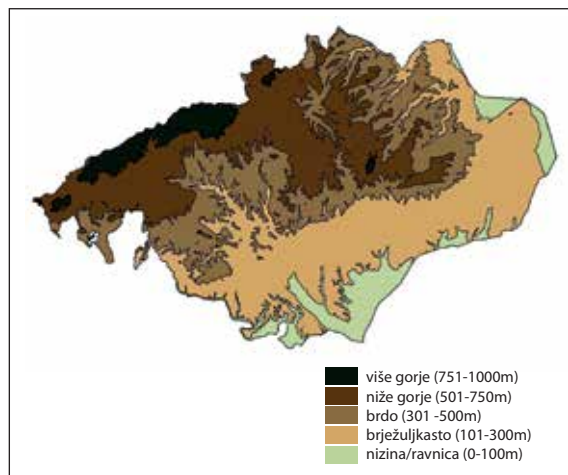 više gorje (751-1000m)
niže gorje (501-750m)
brdo (301 -500m)
brježuljkasto (101-300m)
nizina/ravnica (0-100m)